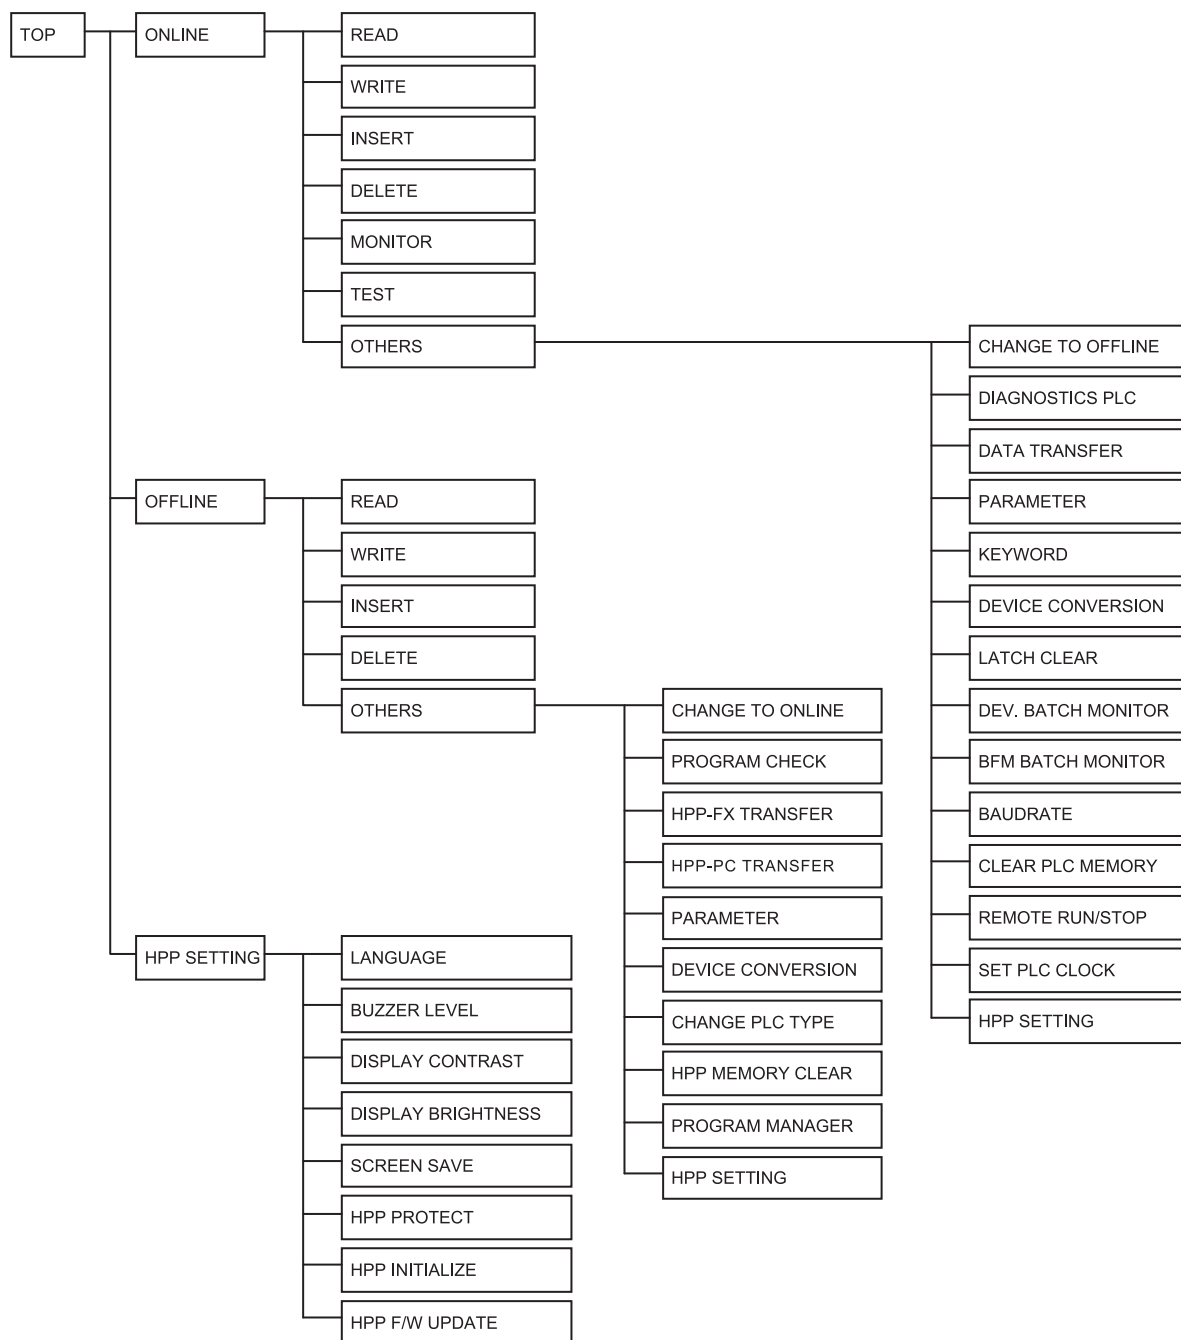 TOP
ONLINE
READ
WRITE
INSERT
DELETE
MONITOR
TEST
OTHERS
CHANGE TO OFFLINE
DIAGNOSTICS PLC
DATA TRANSFER
PARAMETER
KEYWORD
DEVICE CONVERSION
LATCH CLEAR
DEV. BATCH MONITOR
BFM BATCH MONITOR
BAUDRATE
CLEAR PLC MEMORY
REMOTE RUN/STOP
SET PLC CLOCK
HPP SETTING
OFFLINE
READ
WRITE
INSERT
DELETE
OTHERS
CHANGE TO ONLINE
PROGRAM CHECK
HPP-FX TRANSFER
HPP-PC TRANSFER
PARAMETER
DEVICE CONVERSION
CHANGE PLC TYPE
HPP MEMORY CLEAR
PROGRAM MANAGER
HPP SETTING
HPP SETTING
LANGUAGE
BUZZER LEVEL
DISPLAY CONTRAST
DISPLAY BRIGHTNESS
SCREEN SAVE
HPP PROTECT
HPP INITIALIZE
HPP F/W UPDATE